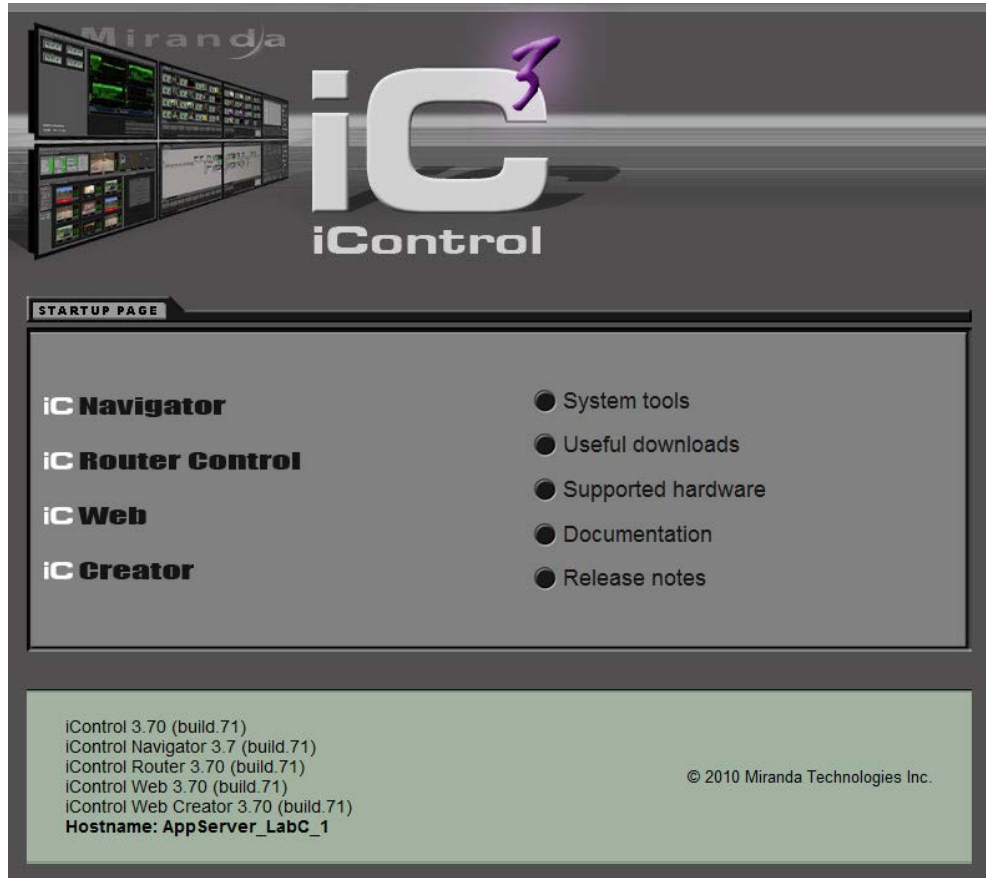 Miranda
iC3
iControl
STARTUP PAGE
iC Navigator
iC Router Control
iC Web
iC Creator
System tools
Useful downloads
Supported hardware
Documentation
Release notes
iControl 3.70 (build.71)
iControl Navigator 3.7 (build.71)
iControl Router 3.70 (build.71)
iControl Web 3.70 (build.71)
iControl Web Creator 3.70 (build.71)
Hostname: AppServer_LabC_1
© 2010 Miranda Technologies Inc.